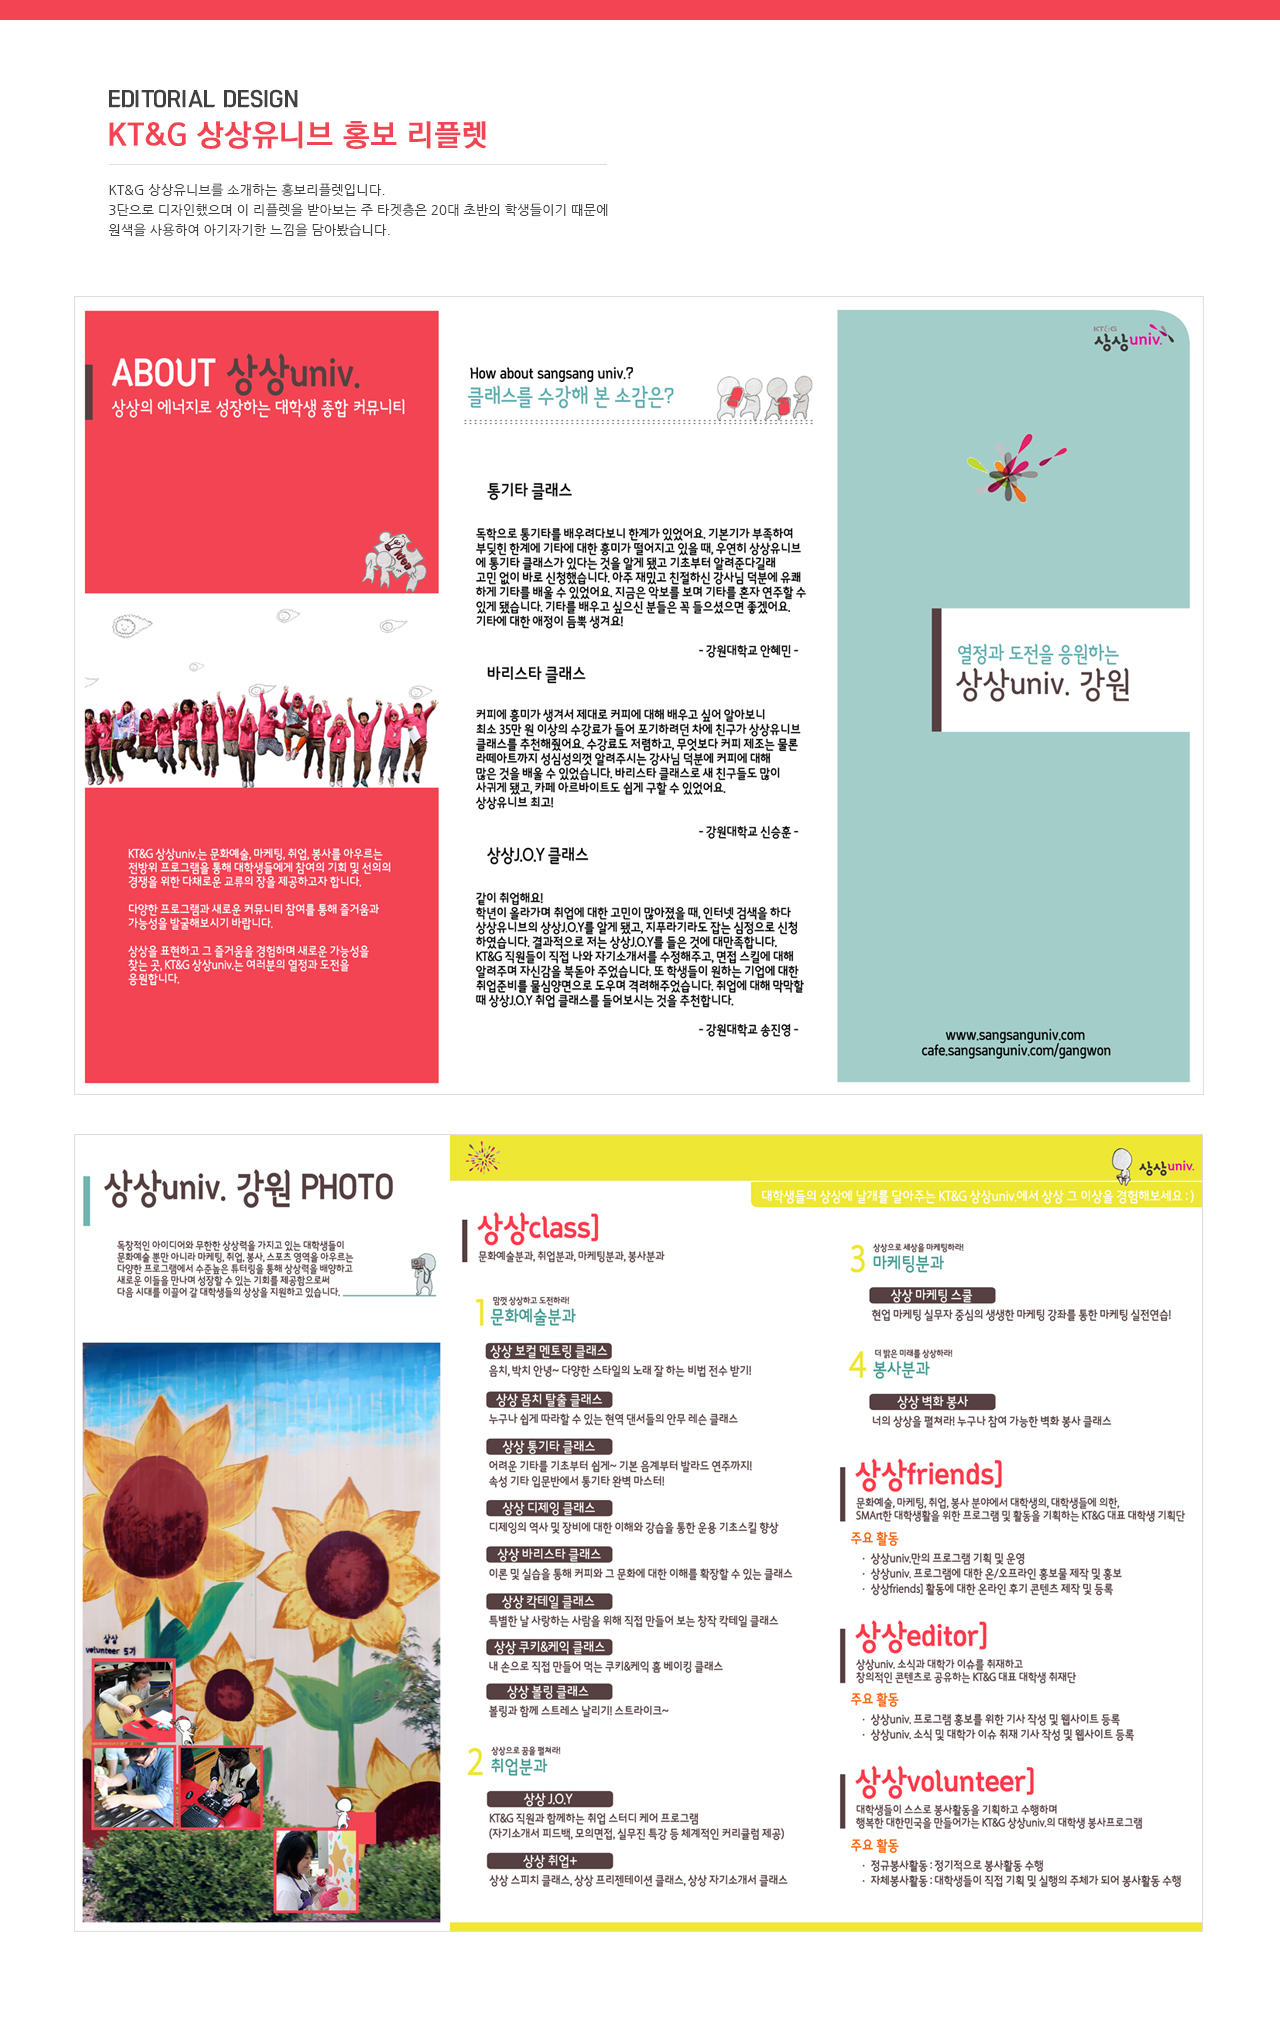 EDITORIAL DESIGN
KT&G 상상유니브 홍보 리플렛
KT&G 상상유니브를 소개하는 홍보리플렛입니다.
3단으로 디자인했으며 이 리플렛을 받아보는 주 타겟층은 20대 초반의 학생들이기 때문에
원색을 사용하여 아기자기한 느낌을 담아봤습니다.
ABOUT 상상univ.
상상의 에너지로 성장하는 대학생 종합 커뮤니티
KT&G 상상univ.는 문화예술, 마케팅, 취업, 봉사를 아우르는
전방위 프로그램을 통해 대학생들에게 참여의 기회 및 선의의
경쟁을 위한 다채로운 교류의 장을 제공하고자 합니다.
다양한 프로그램과 새로운 커뮤니티 참여를 통해 즐거움과
가능성을 발굴해보시기 바랍니다.
상상을 표현하고 그 즐거움을 경험하며 새로운 가능성을
찾는 곳, KT&G 상상univ.는 여러분의 열정과 도전을
응원합니다.
How about sangsang univ.?
클래스를 수강해 본 소감은?
통기타 클래스
독학으로 통기타를 배우려다보니 한계가 있었어요. 기본기가 부족하여
부딪힌 한계에 기타에 대한 흥미가 떨어지고 있을 때, 우연히 상상유니브
에 통기타 클래스가 있다는 것을 알게 됐고 기초부터 알려준다길래
고민 없이 바로 신청했습니다. 아주 재밌고 친절하신 강사님 덕분에 유쾌
하게 기타를 배울 수 있었어요. 지금은 악보를 보며 기타를 혼자 연주할 수
있게 됐습니다. 기타를 배우고 싶으신 분들은 꼭 들으셨으면 좋겠어요.
기타에 대한 애정이 듬뿍 생겨요!
- 강원대학교 안혜민 -
바리스타 클래스
커피에 흥미가 생겨서 제대로 커피에 대해 배우고 싶어 알아보니
최소 35만 원 이상의 수강료가 들어 포기하려던 차에 친구가 상상유니브
클래스를 추천해줬어요. 수강료도 저렴하고, 무엇보다 커피 제조는 물론
라떼아트까지 성심성의껏 알려주시는 강사님 덕분에 커피에 대해
많은 것을 배울 수 있었습니다. 바리스타 클래스로 새 친구들도 많이
사귀게 됐고, 카페 아르바이트도 쉽게 구할 수 있었어요.
상상유니브 최고!
- 강원대학교 신승훈 -
상상J.O.Y 클래스
같이 취업해요!
학년이 올라가며 취업에 대한 고민이 많아졌을 때, 인터넷 검색을 하다
상상유니브의 상상J.O.Y를 알게 됐고, 지푸라기라도 잡는 심정으로 신청
하였습니다. 결과적으로 저는 상상J.O.Y를 들은 것에 대만족합니다.
KT&G 직원들이 직접 나와 자기소개서를 수정해주고, 면접 스킬에 대해
알려주며 자신감을 북돋아 주었습니다. 또 학생들이 원하는 기업에 대한
취업준비를 물심양면으로 도우며 격려해주었습니다. 취업에 대해 막막할
때 상상J.O.Y 취업 클래스를 들어보시는 것을 추천합니다.
- 강원대학교 송진영 -
KT&G
상상univ.
열정과 도전을 응원하는
상상univ. 강원
www.sangsanguniv.com
cafe.sangsanguniv.com/gangwon
상상univ. 강원 PHOTO
독창적인 아이디어와 무한한 상상력을 가지고 있는 대학생들이
문화예술 뿐만 아니라 마케팅, 취업, 봉사, 스포츠 영역을 아우르는
다양한 프로그램에서 수준높은 튜터링을 통해 상상력을 배양하고
새로운 이들을 만나며 성장할 수 있는 기회를 제공함으로써
다음 시대를 이끌어 갈 대학생들의 상상을 지원하고 있습니다.
상상
volunteer 5기
상상univ.
대학생들의 상상에 날개를 달아주는 KT&G 상상univ.에서 상상 그 이상을 경험해보세요 : )
상상class]
문화예술분과, 취업분과, 마케팅분과, 봉사분과
1 맘껏 상상하고 도전하라!
문화예술분과
상상 보컬 멘토링 클래스
음치, 박치 안녕~ 다양한 스타일의 노래 잘 하는 비법 전수 받기!
상상 몸치 탈출 클래스
누구나 쉽게 따라할 수 있는 현역 댄서들의 안무 레슨 클래스
상상 통기타 클래스
어려운 기타를 기초부터 쉽게~ 기본 음계부터 발라드 연주까지!
속성 기타 입문반에서 통기타 완벽 마스터!
상상 디제잉 클래스
디제잉의 역사 및 장비에 대한 이해와 강습을 통한 운용 기초스킬 향상
상상 바리스타 클래스
이론 및 실습을 통해 커피와 그 문화에 대한 이해를 확장할 수 있는 클래스
상상 칵테일 클래스
특별한 날 사랑하는 사람을 위해 직접 만들어 보는 창작 칵테일 클래스
상상 쿠키&케익 클래스
내 손으로 직접 만들어 먹는 쿠키&케익 홈 베이킹 클래스
상상 볼링 클래스
볼링과 함께 스트레스 날리기! 스트라이크~
2 상상으로 꿈을 펼쳐라!
취업분과
상상 J.O.Y
KT&G 직원과 함께하는 취업 스터디 케어 프로그램
(자기소개서 피드백, 모의면접, 실무진 특강 등 체계적인 커리큘럼 제공)
상상 취업+
상상 스피치 클래스, 상상 프리젠테이션 클래스, 상상 자기소개서 클래스
3 상상으로 세상을 마케팅하라!
마케팅분과
상상 마케팅 스쿨
현업 마케팅 실무자 중심의 생생한 마케팅 강좌를 통한 마케팅 실전연습!
4 더 밝은 미래를 상상하라!
봉사분과
상상 벽화 봉사
너의 상상을 펼쳐라! 누구나 참여 가능한 벽화 봉사 클래스
상상friends]
문화예술, 마케팅, 취업, 봉사 분야에서 대학생의, 대학생들에 의한,
SMArt한 대학생활을 위한 프로그램 및 활동을 기획하는 KT&G 대표 대학생 기획단
주요 활동
· 상상univ.만의 프로그램 기획 및 운영
· 상상univ. 프로그램에 대한 온/오프라인 홍보물 제작 및 홍보
· 상상friends] 활동에 대한 온라인 후기 콘텐츠 제작 및 등록
상상editor]
상상univ. 소식과 대학가 이슈를 취재하고
창의적인 콘텐츠로 공유하는 KT&G 대표 대학생 취재단
주요 활동
· 상상univ. 프로그램 홍보를 위한 기사 작성 및 웹사이트 등록
· 상상univ. 소식 및 대학가 이슈 취재 기사 작성 및 웹사이트 등록
상상volunteer]
대학생들이 스스로 봉사활동을 기획하고 수행하며
행복한 대한민국을 만들어가는 KT&G 상상univ.의 대학생 봉사프로그램
주요 활동
· 정규봉사활동 : 정기적으로 봉사활동 수행
· 자체봉사활동 : 대학생들이 직접 기획 및 실행의 주체가 되어 봉사활동 수행